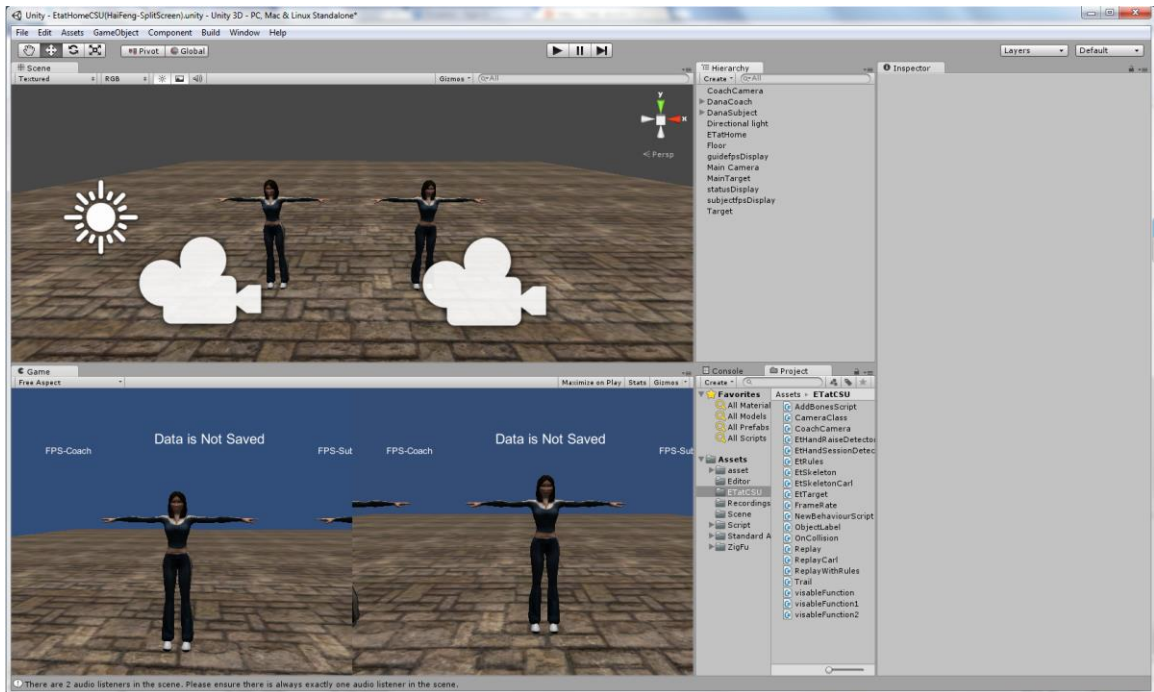 Unity - EtatHomeCSU(HaiFeng-SplitScreen).unity - Unity 3D - PC, Mac & Linux Standalone*
File Edit Assets GameObject Component Build Window Help
Pivot Global
Layers Default
Scene
Textured RGB Gizmos All
y
x
Persp
Hierarchy
Create All
CoachCamera
DanaCoach
DanaSubject
Directional light
ETatHome
Floor
guidefpsDisplay
Main Camera
MainTarget
statusDisplay
subjectfpsDisplay
Target
Inspector
Game
Free Aspect Maximize on Play Stats Gizmos
Data is Not Saved
FPS-Coach FPS-Sut
Data is Not Saved
FPS-Coach FPS-Sut
Console Project
Create
Favorites
All Material
All Models
All Prefabs
All Scripts
Assets
asset
Editor
ETatCSU
Recordings
Scene
Script
Standard A
ZigFu
Assets ETatCSU
AddBonesScript
CameraClass
CoachCamera
EtHandRaiseDetector
EtHandSessionDetec
EtRules
EtSkeleton
EtSkeletonCarl
EtTarget
FrameRate
NewBehaviourScript
ObjectLabel
OnCollision
Replay
ReplayCarl
ReplayWithRules
Trail
visableFunction
visableFunction1
visableFunction2
There are 2 audio listeners in the scene. Please ensure there is always exactly one audio listener in the scene.